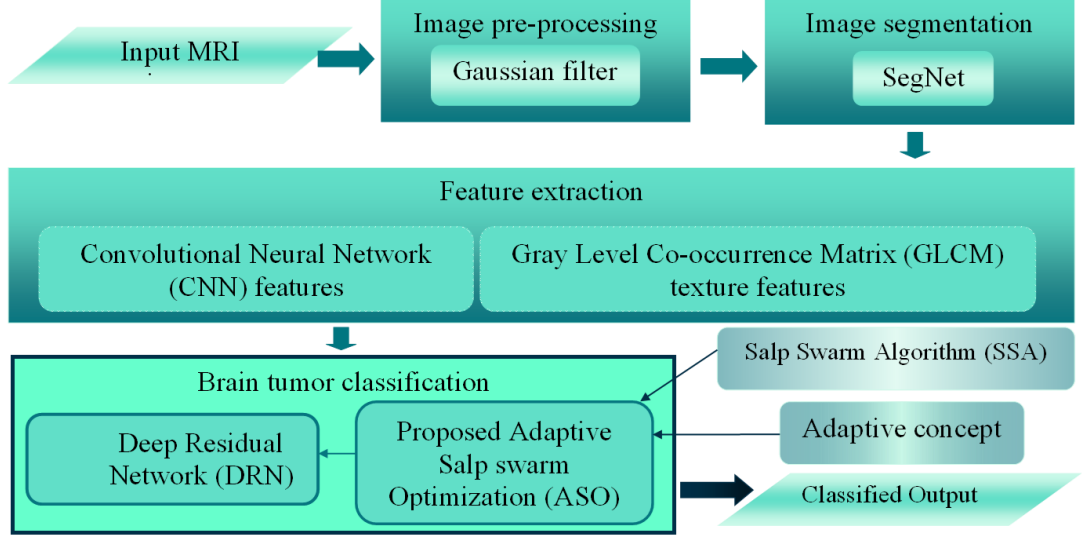 Input MRI
.
Image pre-processing
Gaussian filter
Image segmentation
SegNet
Feature extraction
Convolutional Neural Network
(CNN) features
Gray Level Co-occurrence Matrix (GLCM)
texture features
Salp Swarm Algorithm (SSA)
Brain tumor classification
Adaptive concept
Proposed Adaptive
Salp swarm
Optimization (ASO)
Deep Residual
Network (DRN)
Classified Output